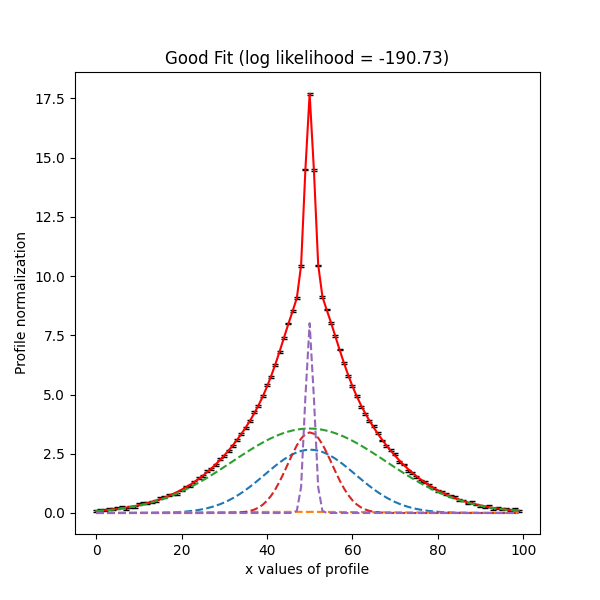 Good Fit (log likelihood = -190.73)
17.5
15.0
12.5
10.0
7.5
5.0
2.5
0.0
Profile normalization
0 20 40 60 80 100
x values of profile